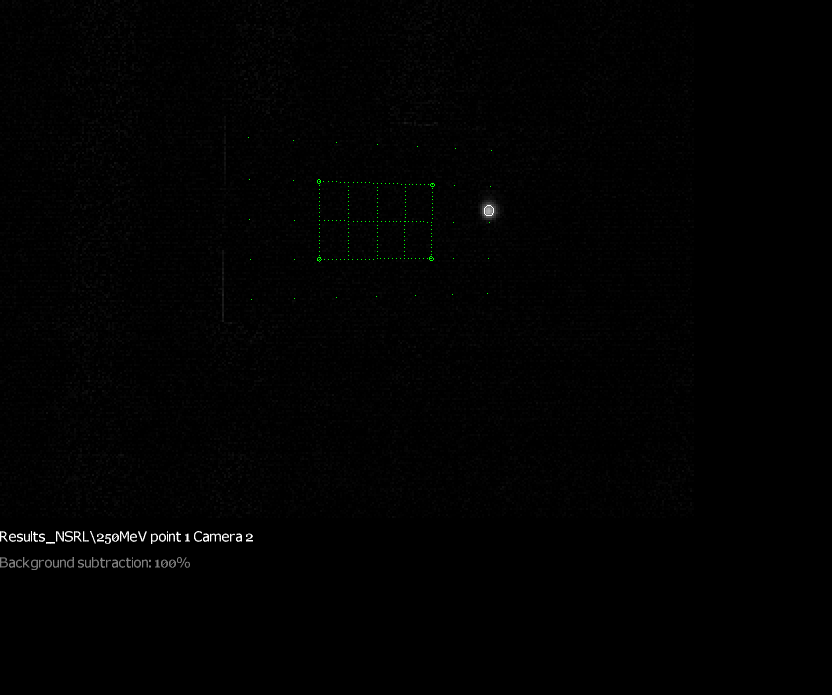 Results_NSRL\250MeV point 1 Camera 2
Background subtraction: 100%